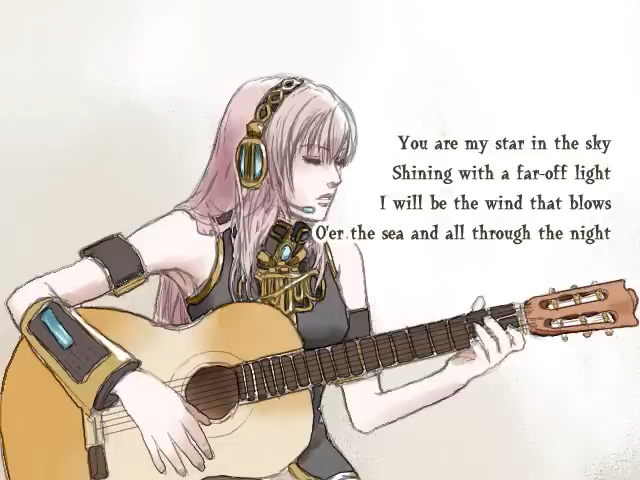 You are my star in the sky
Shining with a far-off light
I will be the wind that blows
O'er the sea and all through the night